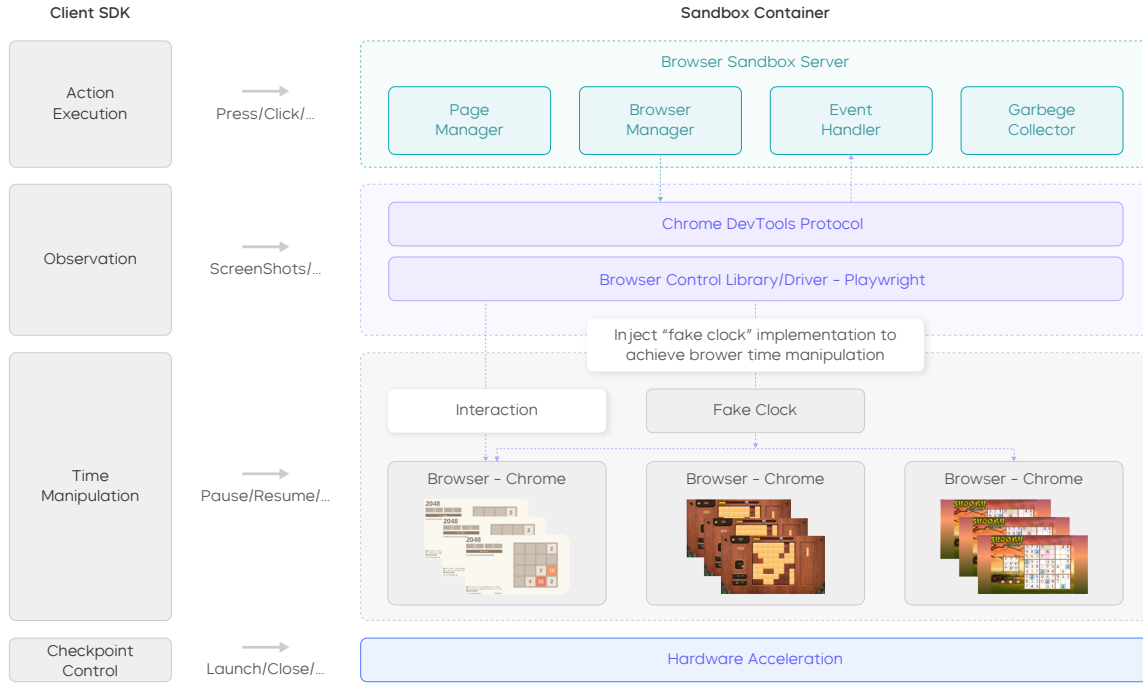 Client SDK
Sandbox Container
Action
Execution
Press/Click/...
Browser Sandbox Server
Page
Manager
Browser
Manager
Event
Handler
Garbege
Collector
Observation
ScreenShots/...
Chrome DevTools Protocol
Browser Control Library/Driver - Playwright
Inject “fake clock” implementation to
achieve brower time manipulation
Time
Manipulation
Pause/Resume/...
Interaction
Fake Clock
Browser - Chrome
Browser - Chrome
Browser - Chrome
2048
2048
2048
SUDOKU
SUDOKU
SUDOKU
Checkpoint
Control
Launch/Close/...
Hardware Acceleration